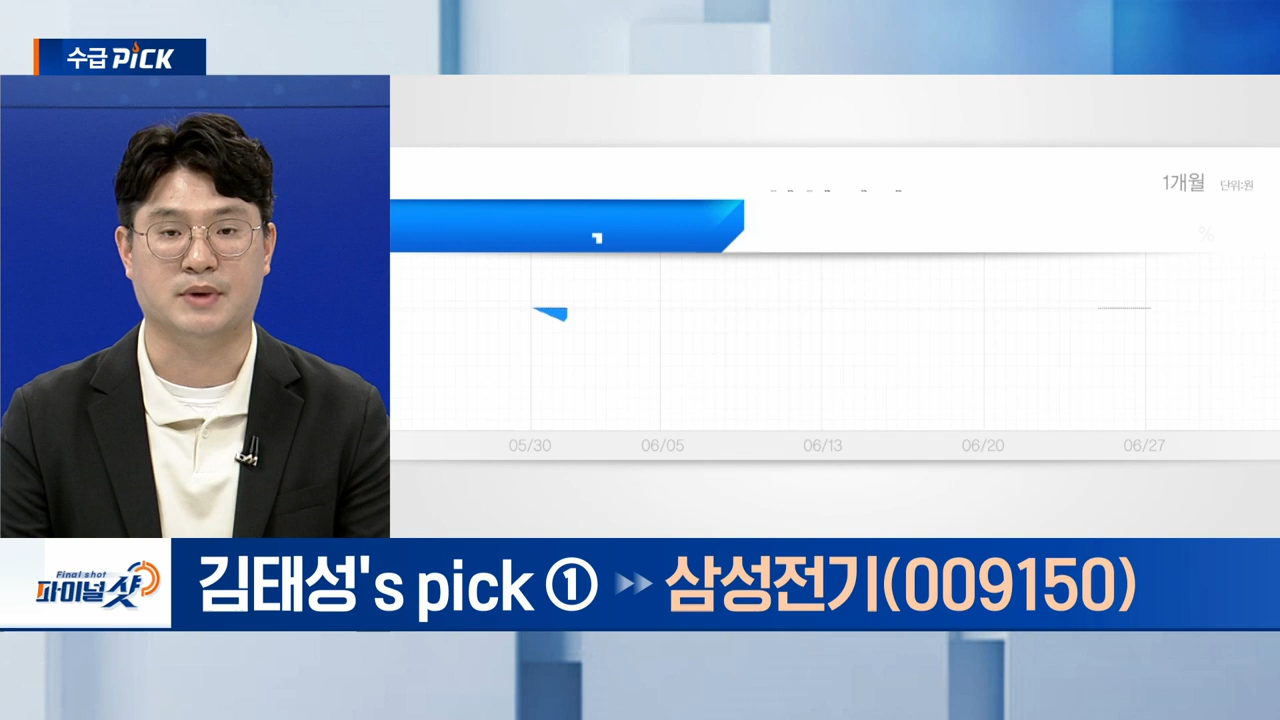 수급 PICK
1개월 단위:원
%
05/30 06/05 06/13 06/20 06/27
Final shot
파이널샷
김태성's pick ① 삼성전기(009150)